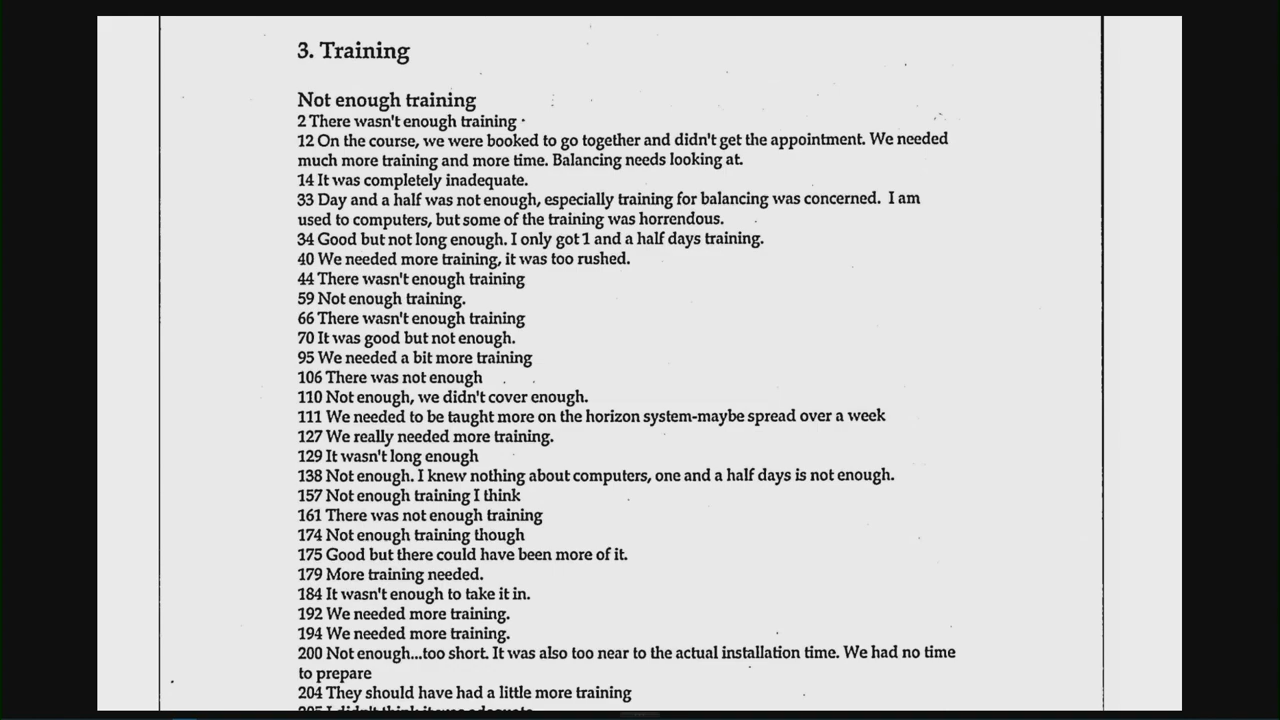 3. Training
Not enough training
2 There wasn't enough training
12 On the course, we were booked to go together and didn't get the appointment. We needed
much more training and more time. Balancing needs looking at.
14 It was completely inadequate.
33 Day and a half was not enough, especially training for balancing was concerned. I am
used to computers, but some of the training was horrendous.
34 Good but not long enough. I only got 1 and a half days training.
40 We needed more training, it was too rushed.
44 There wasn't enough training
59 Not enough training.
66 There wasn't enough training
70 It was good but not enough.
95 We needed a bit more training
106 There was not enough
110 Not enough, we didn't cover enough.
111 We needed to be taught more on the horizon system-maybe spread over a week
127 We really needed more training.
129 It wasn't long enough
138 Not enough. I knew nothing about computers, one and a half days is not enough.
157 Not enough training I think
161 There was not enough training
174 Not enough training though
175 Good but there could have been more of it.
179 More training needed.
184 It wasn't enough to take it in.
192 We needed more training.
194 We needed more training.
200 Not enough...too short. It was also too near to the actual installation time. We had no time
to prepare
204 They should have had a little more training
205 I didn't think it was adequate